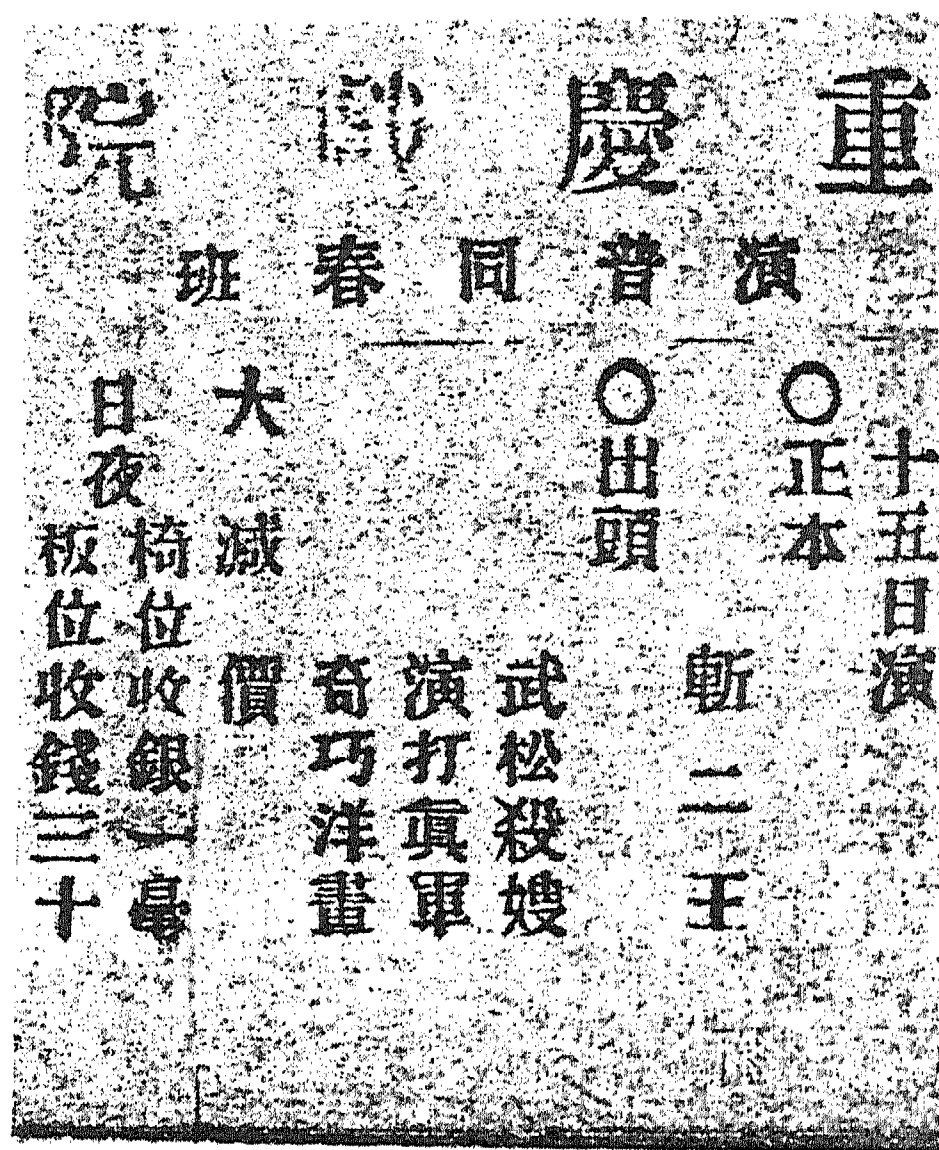 重慶戲院
演普同春班
十五日演
○正本
斬二王
○出頭
武松殺嫂
演打眞軍
奇巧洋畫
大減價
日夜
椅位收銀一毫
板位收錢三十